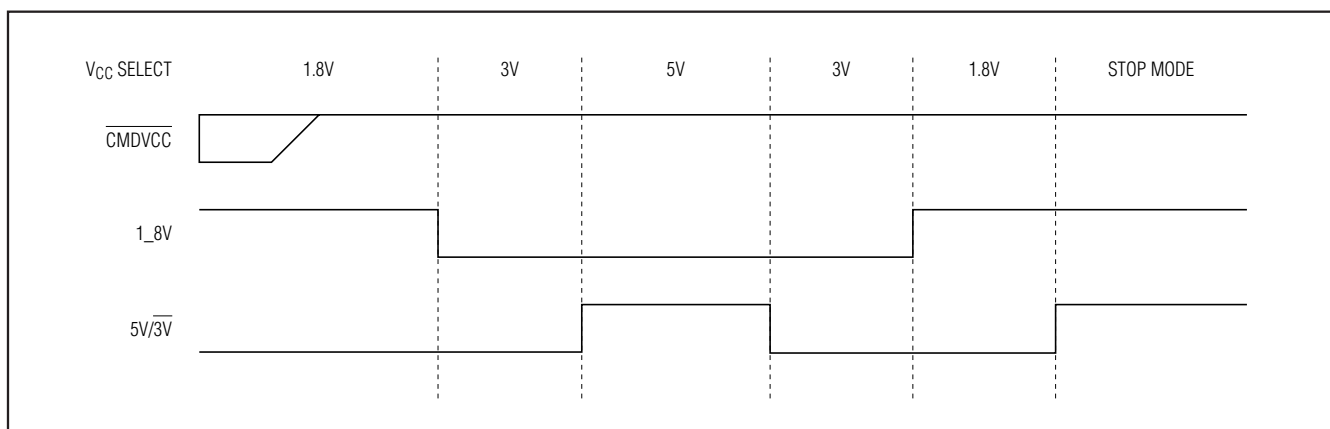 VCC SELECT 1.8V 3V 5V 3V 1.8V STOP MODE
CMDVCC
1_8V
5V/3V